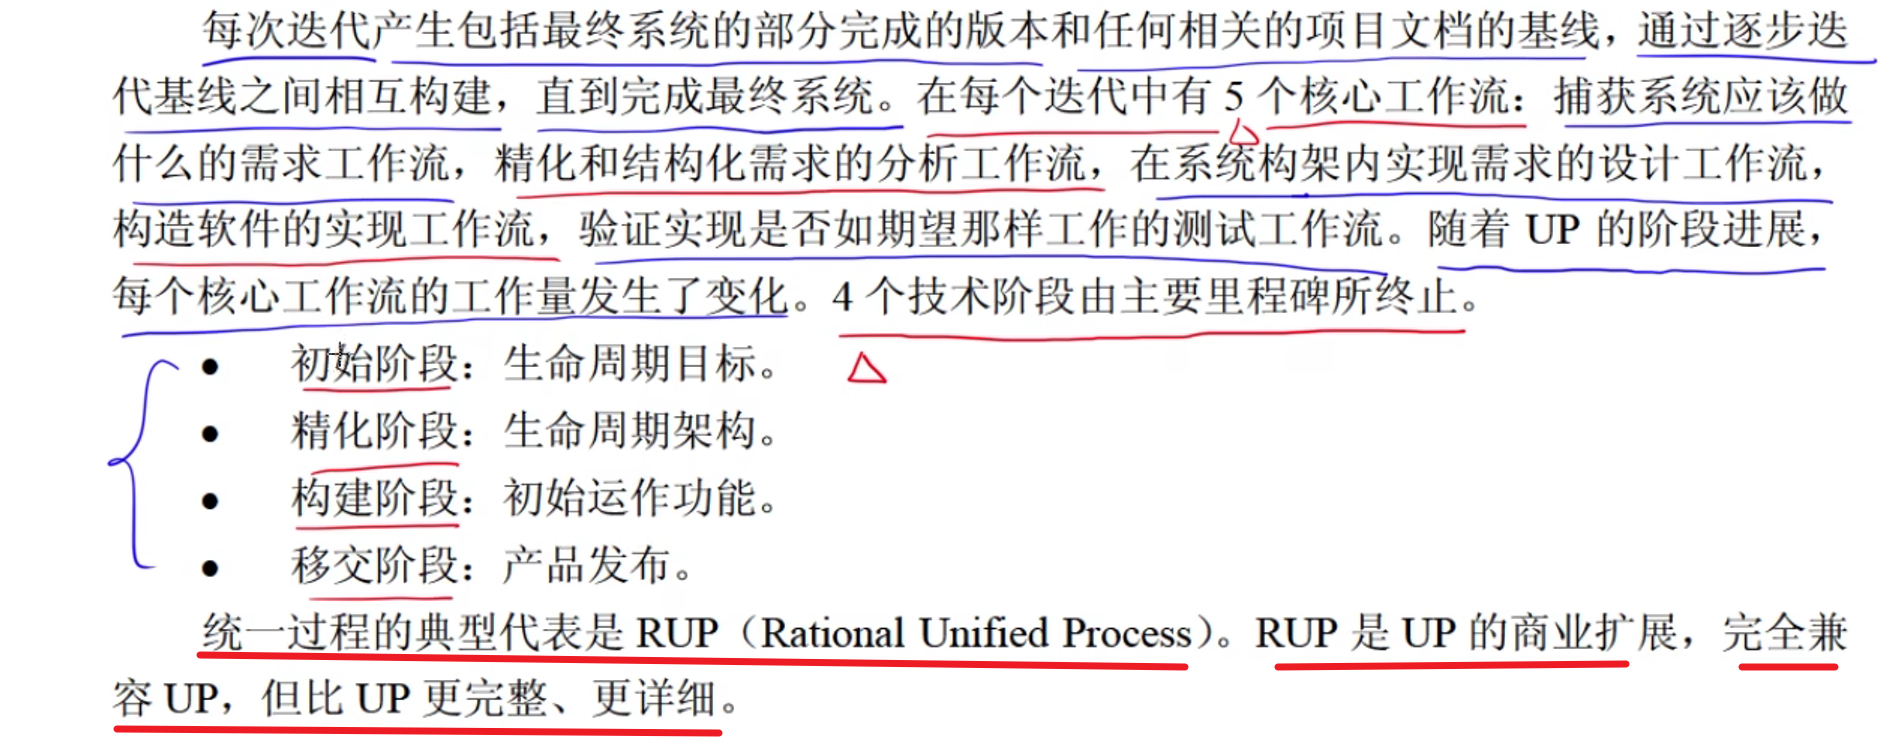 每次迭代产生包括最终系统的部分完成的版本和任何相关的项目文档的基线，通过逐步迭
代基线之间相互构建，直到完成最终系统。在每个迭代中有 5 个核心工作流：捕获系统应该做
什么的需求工作流，精化和结构化需求的分析工作流，在系统构架内实现需求的设计工作流，
构造软件的实现工作流，验证实现是否如期望那样工作的测试工作流。随着 UP 的阶段进展，
每个核心工作流的工作量发生了变化。4 个技术阶段由主要里程碑所终止。
● 初始阶段：生命周期目标。
● 精化阶段：生命周期架构。
● 构建阶段：初始运作功能。
● 移交阶段：产品发布。
统一过程的典型代表是 RUP（Rational Unified Process）。RUP 是 UP 的商业扩展，完全兼
容 UP，但比 UP 更完整、更详细。